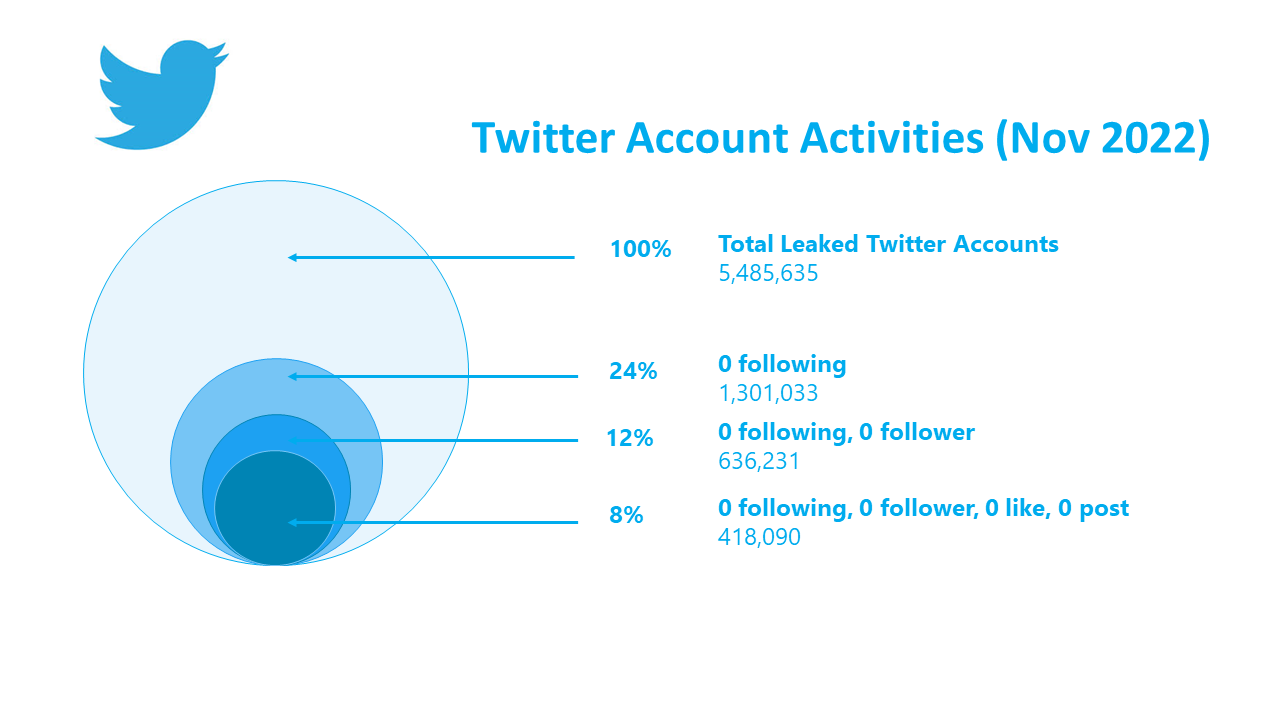 Twitter Account Activities (Nov 2022)
100%
Total Leaked Twitter Accounts
5,485,635
24%
0 following
1,301,033
12%
0 following, 0 follower
636,231
8%
0 following, 0 follower, 0 like, 0 post
418,090